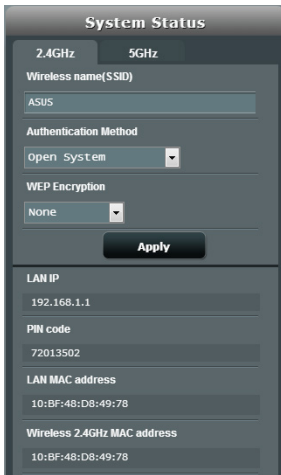 System Status
2.4GHz 5GHz
Wireless name(SSID)
ASUS
Authentication Method
Open System
WEP Encryption
None
Apply
LAN IP
192.168.1.1
PIN code
72013502
LAN MAC address
10:BF:48:D8:49:78
Wireless 2.4GHz MAC address
10:BF:48:D8:49:78